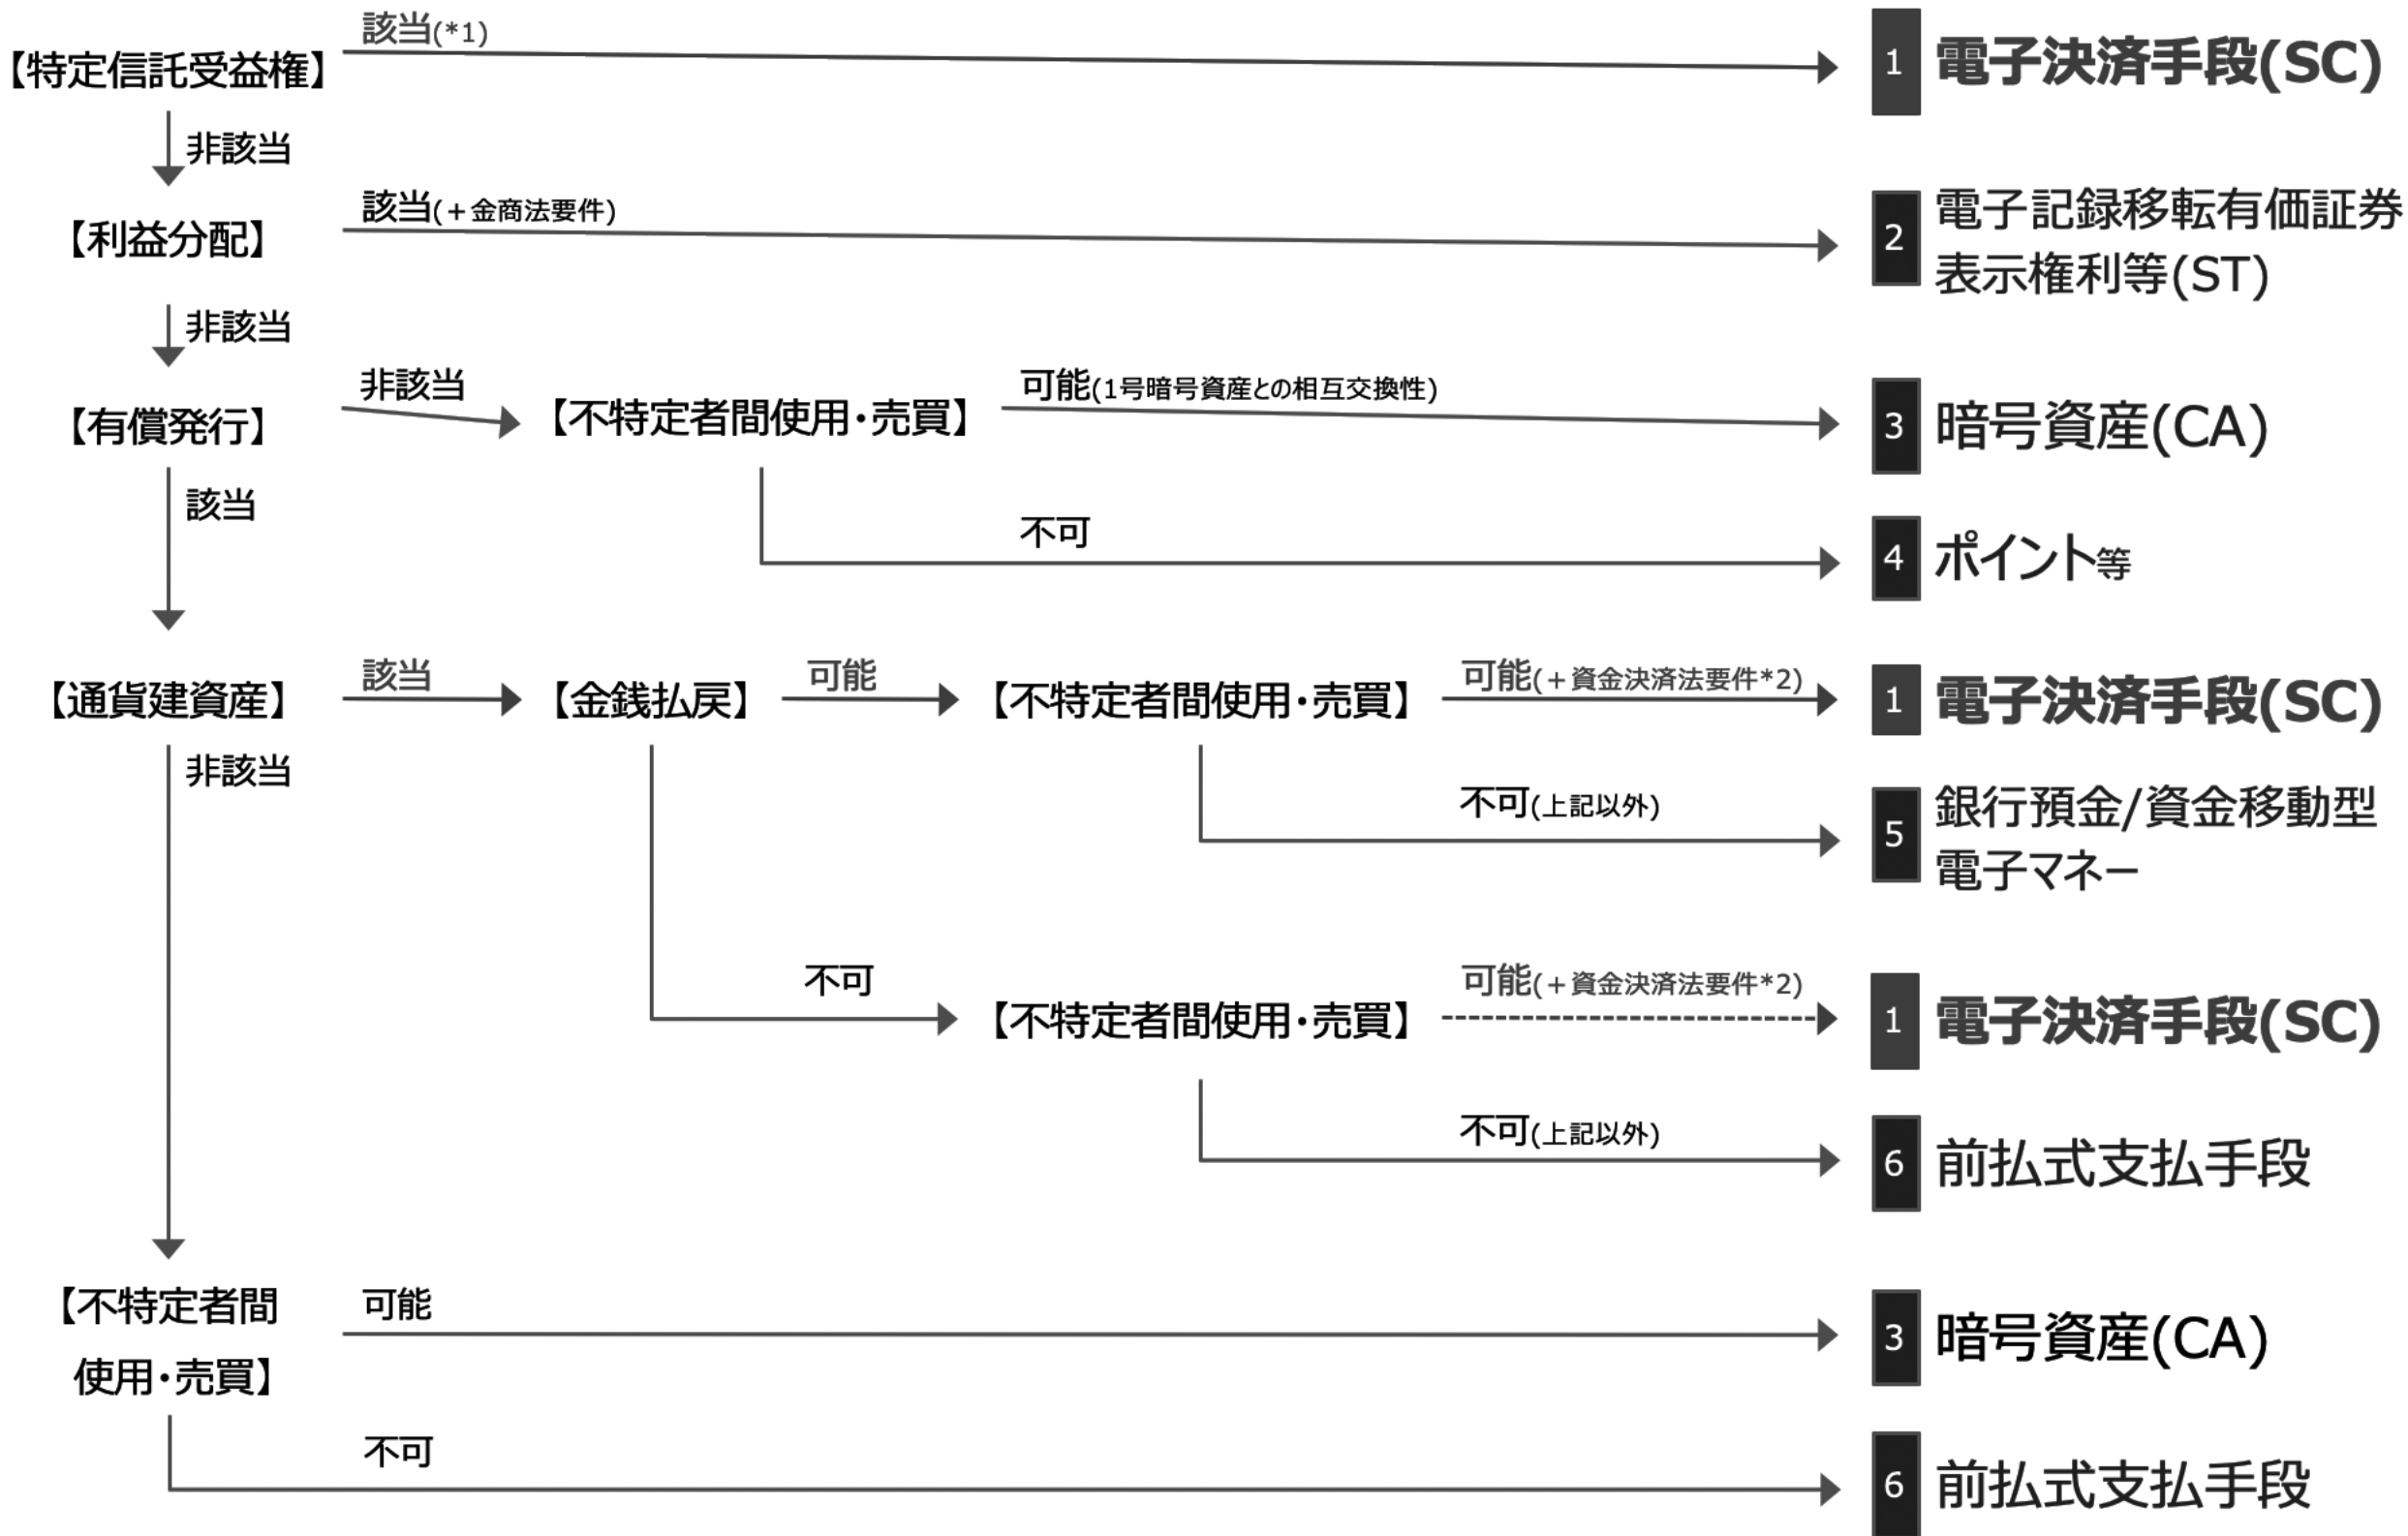 該当(*1)
【特定信託受益権】
1 電子決済手段(SC)
非該当
該当(+金商法要件)
【利益分配】
2 電子記録移転有価証券
表示権利等(ST)
非該当
非該当
【有償発行】
【不特定者間使用・売買】
可能(1号暗号資産との相互交換性)
3 暗号資産(CA)
該当
不可
4 ポイント等
【通貨建資産】
該当
【金銭払戻】
可能
【不特定者間使用・売買】
可能(+資金決済法要件*2)
1 電子決済手段(SC)
非該当
不可(上記以外)
5 銀行預金/資金移動型
電子マネー
不可
【不特定者間使用・売買】
可能(+資金決済法要件*2)
1 電子決済手段(SC)
不可(上記以外)
6 前払式支払手段
【不特定者間
使用・売買】
可能
3 暗号資産(CA)
不可
6 前払式支払手段